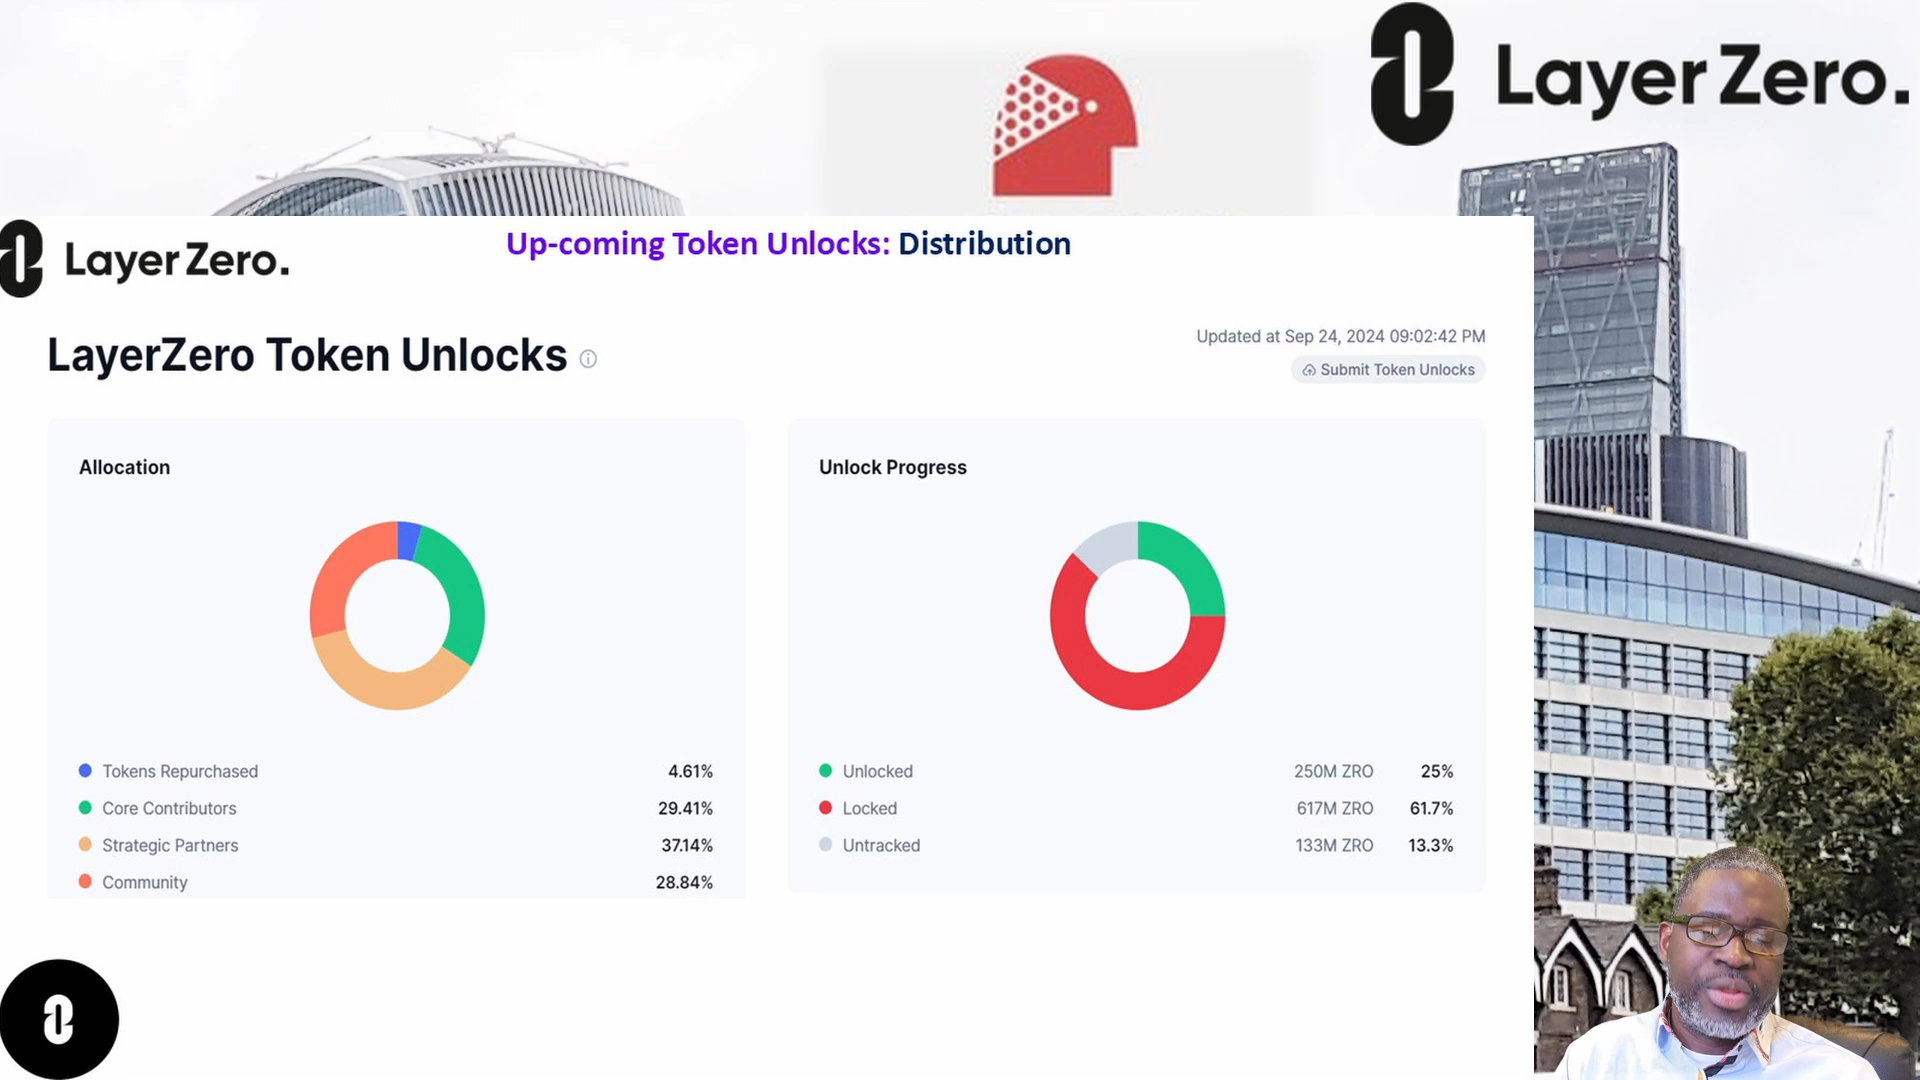 LayerZero.
LayerZero.
Up-coming Token Unlocks: Distribution
LayerZero Token Unlocks
Updated at Sep 24, 2024 09:02:42 PM
Submit Token Unlocks
Allocation
Tokens Repurchased 4.61%
Core Contributors 29.41%
Strategic Partners 37.14%
Community 28.84%
Unlock Progress
Unlocked 250M ZRO 25%
Locked 617M ZRO 61.7%
Untracked 133M ZRO 13.3%